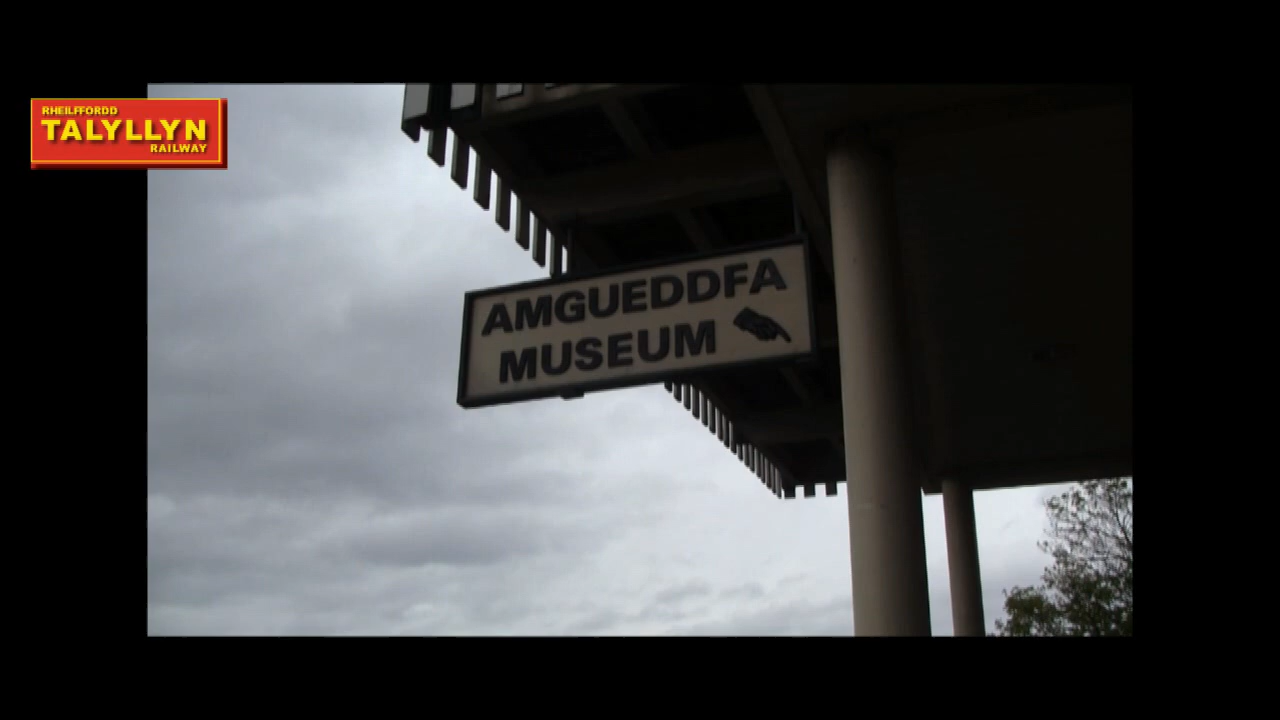 RHEILFFORDD
TALYLLYN
RAILWAY
AMGUEDDFA
MUSEUM